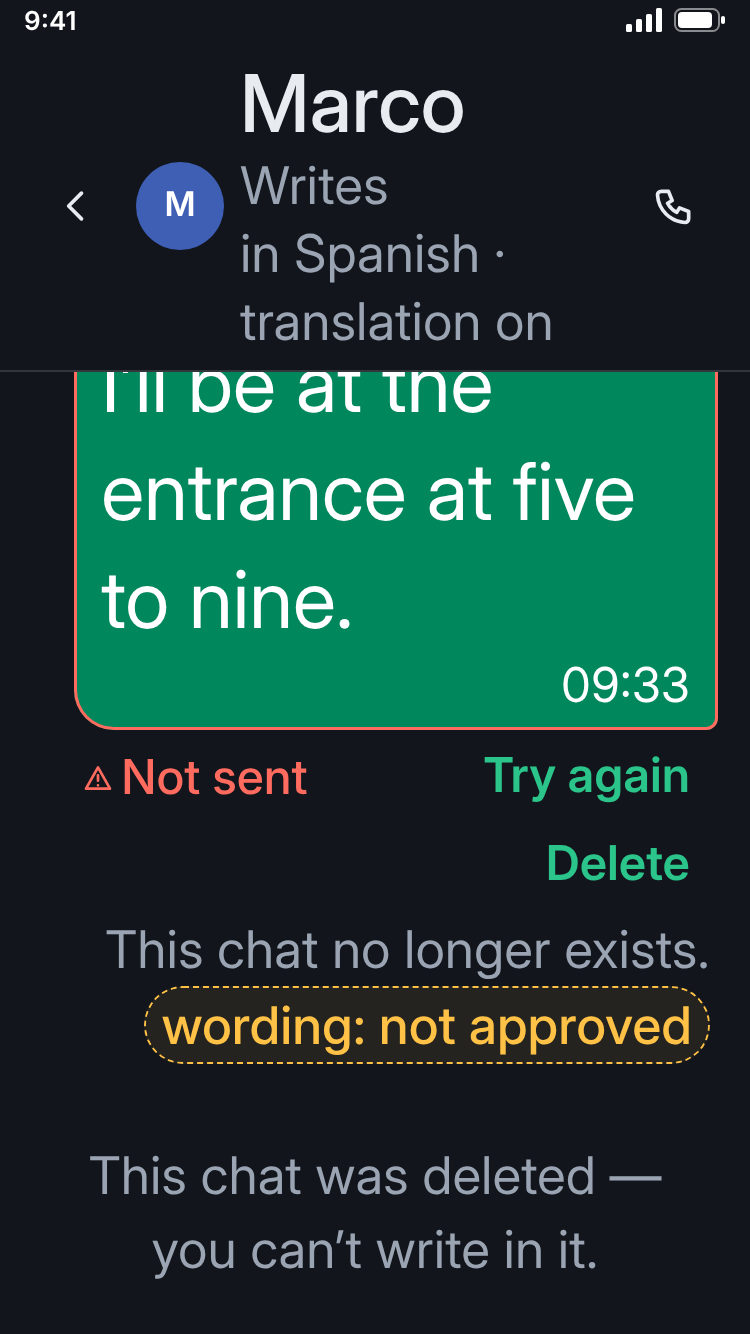 9:41
Marco
M
Writes
in Spanish ·
translation on
I'll be at the
entrance at five
to nine.
09:33
Not sent
Try again
Delete
This chat no longer exists.
wording: not approved
This chat was deleted —
you can’t write in it.